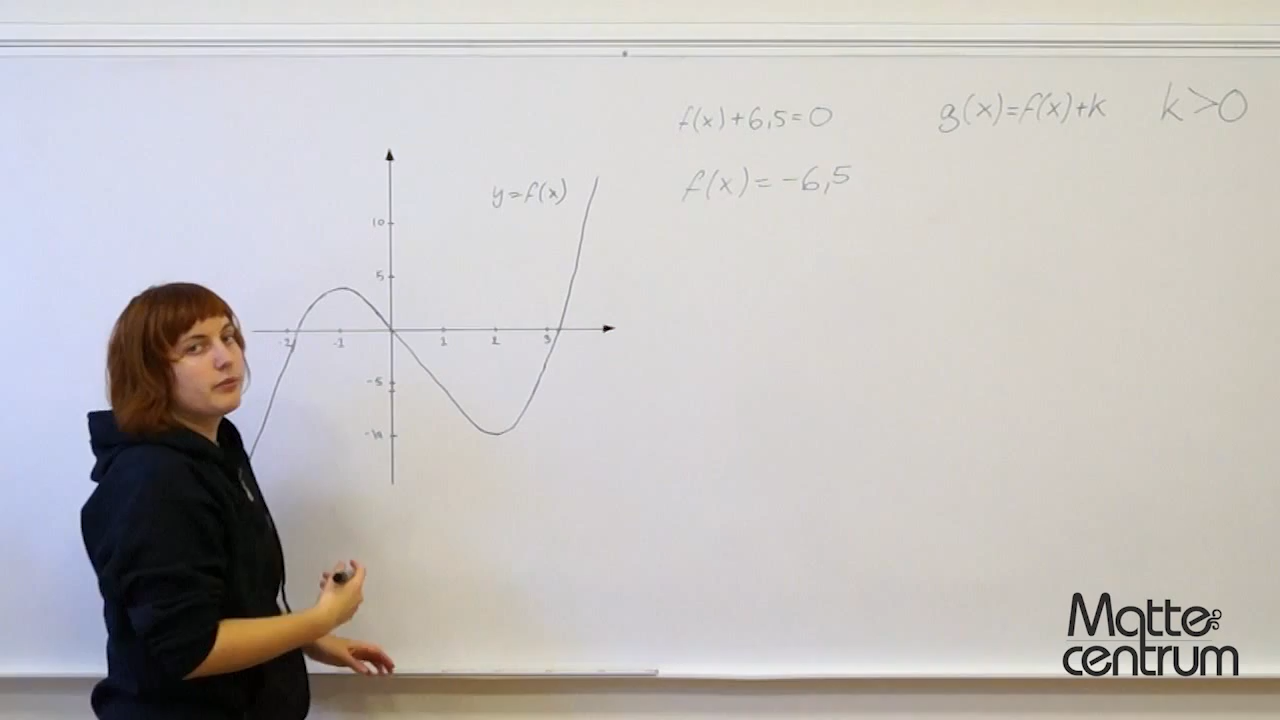 f(x)+6,5=0
g(x)=f(x)+k
k>0
f(x)=-6,5
y=f(x)
10
5
-2 -1 1 2 3
-5
-10
Matte
centrum